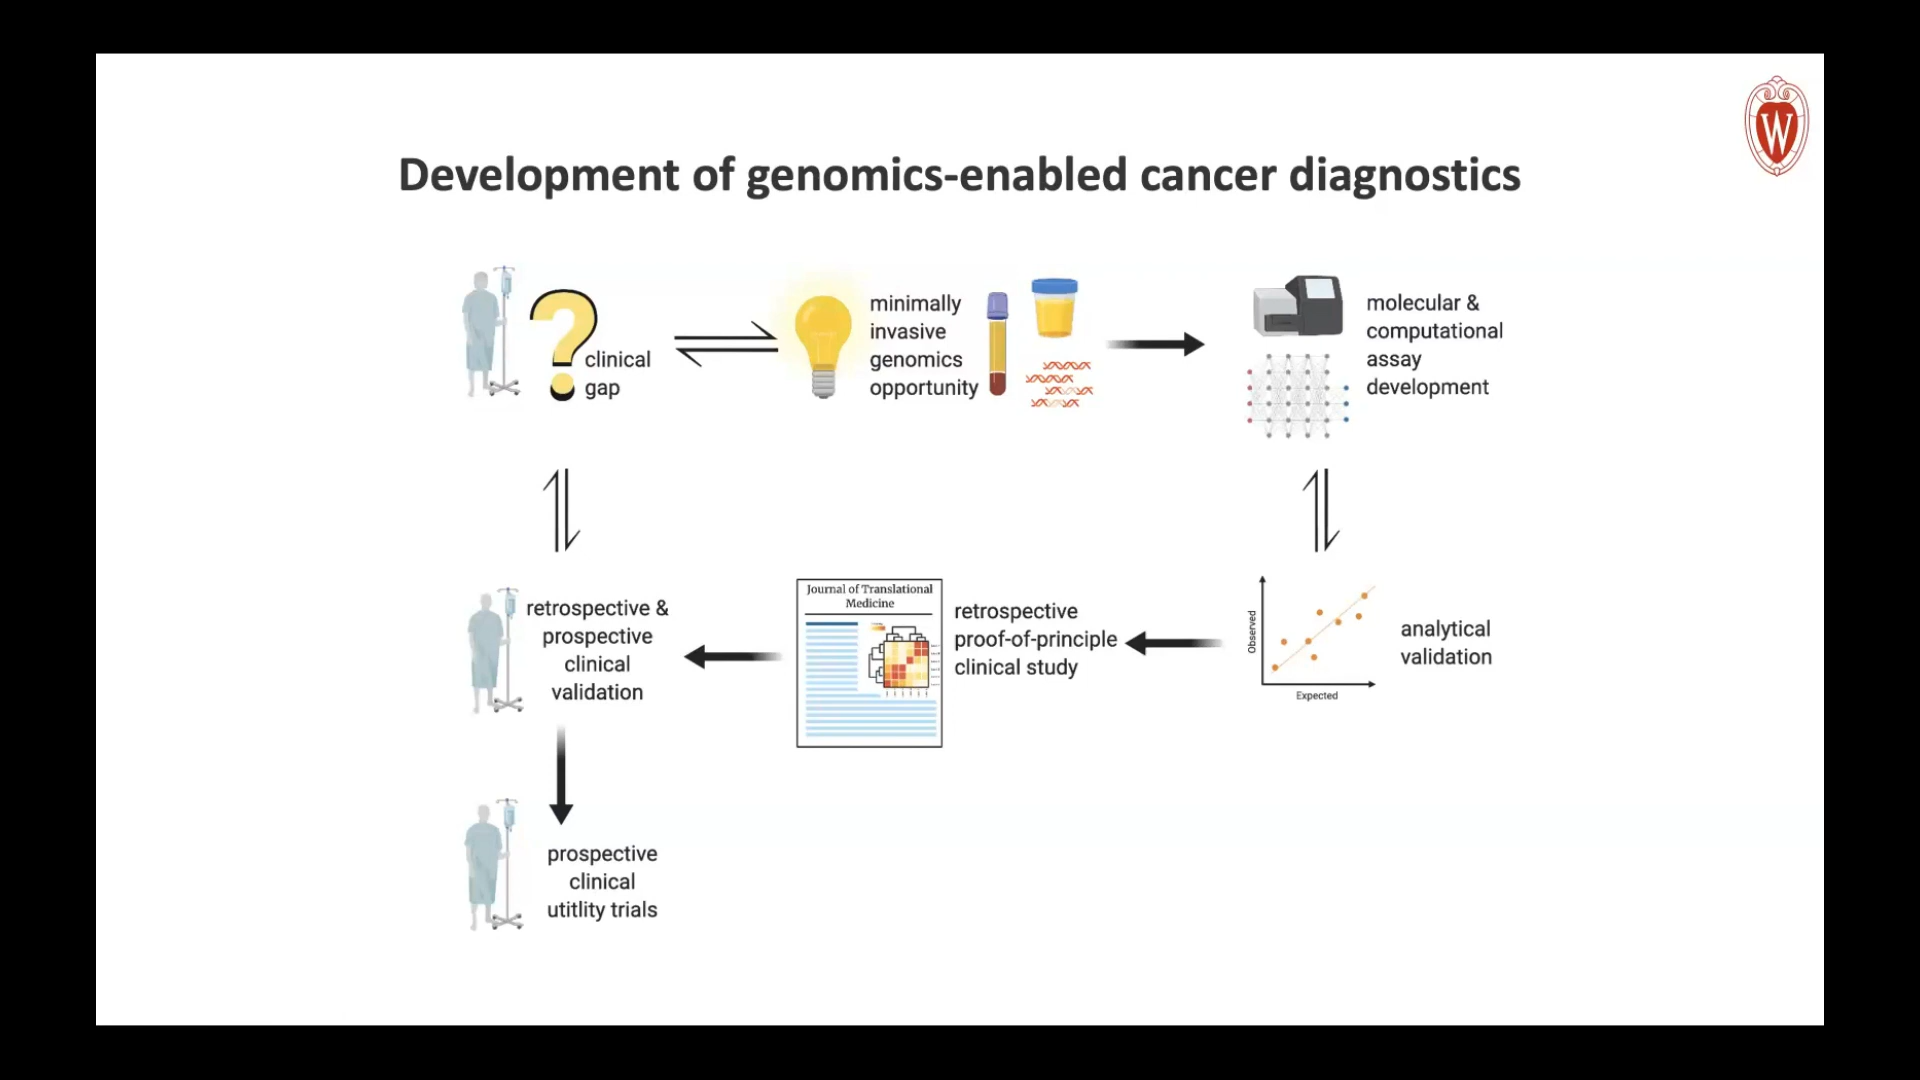 W
Development of genomics-enabled cancer diagnostics
clinical
gap
minimally
invasive
genomics
opportunity
molecular &
computational
assay
development
retrospective &
prospective
clinical
validation
Journal of Translational
Medicine
retrospective
proof-of-principle
clinical study
Observed
Expected
analytical
validation
prospective
clinical
utitlity trials